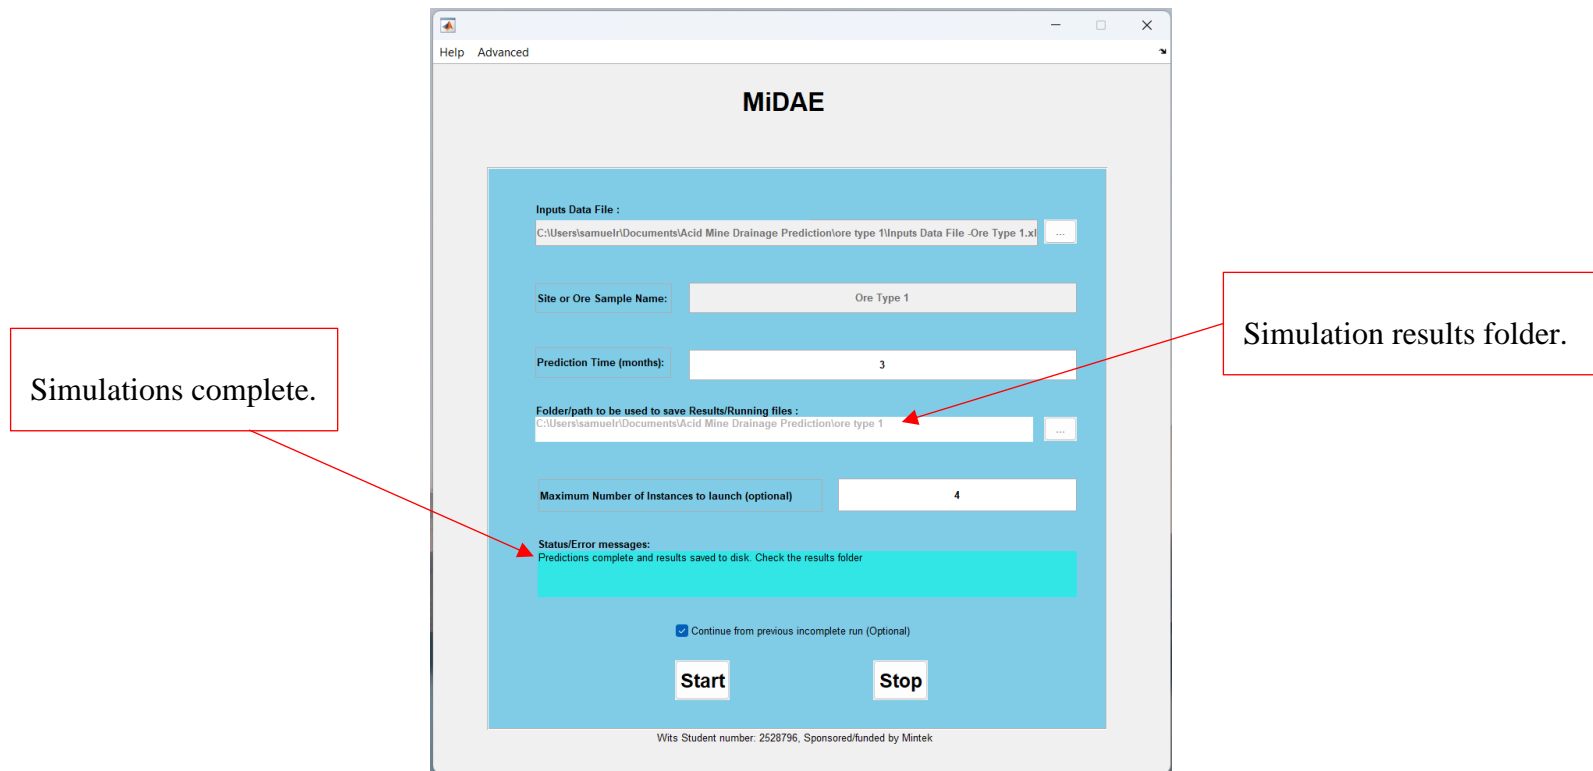 Help Advanced
MiDAE
Inputs Data File :
C:\Users\samuelr\Documents\Acid Mine Drainage Prediction\ore type 1\Inputs Data File -Ore Type 1.xl
...
Site or Ore Sample Name:
Ore Type 1
Simulation results folder.
Prediction Time (months):
3
Simulations complete.
Folder/path to be used to save Results/Running files :
C:\Users\samuelr\Documents\Acid Mine Drainage Prediction\ore type 1
...
Maximum Number of Instances to launch (optional)
4
Status/Error messages:
Predictions complete and results saved to disk. Check the results folder
Continue from previous incomplete run (Optional)
Start
Stop
Wits Student number: 2528796, Sponsored/funded by Mintek